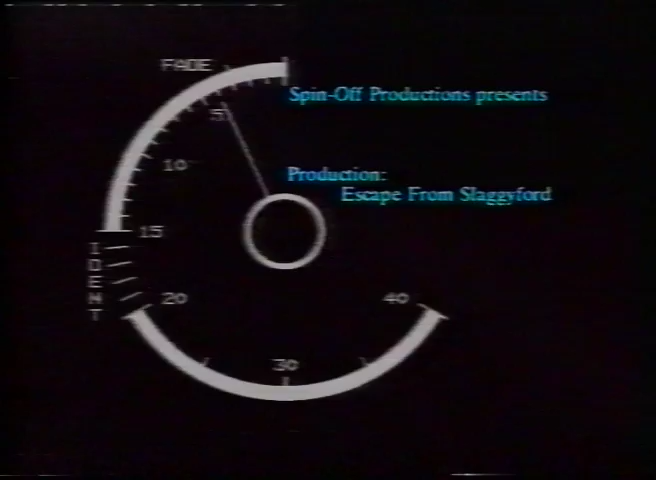 FADE
Spin-Off Productions presents
5
10
Production:
Escape From Slaggyford
15
IDENT
20
40
30